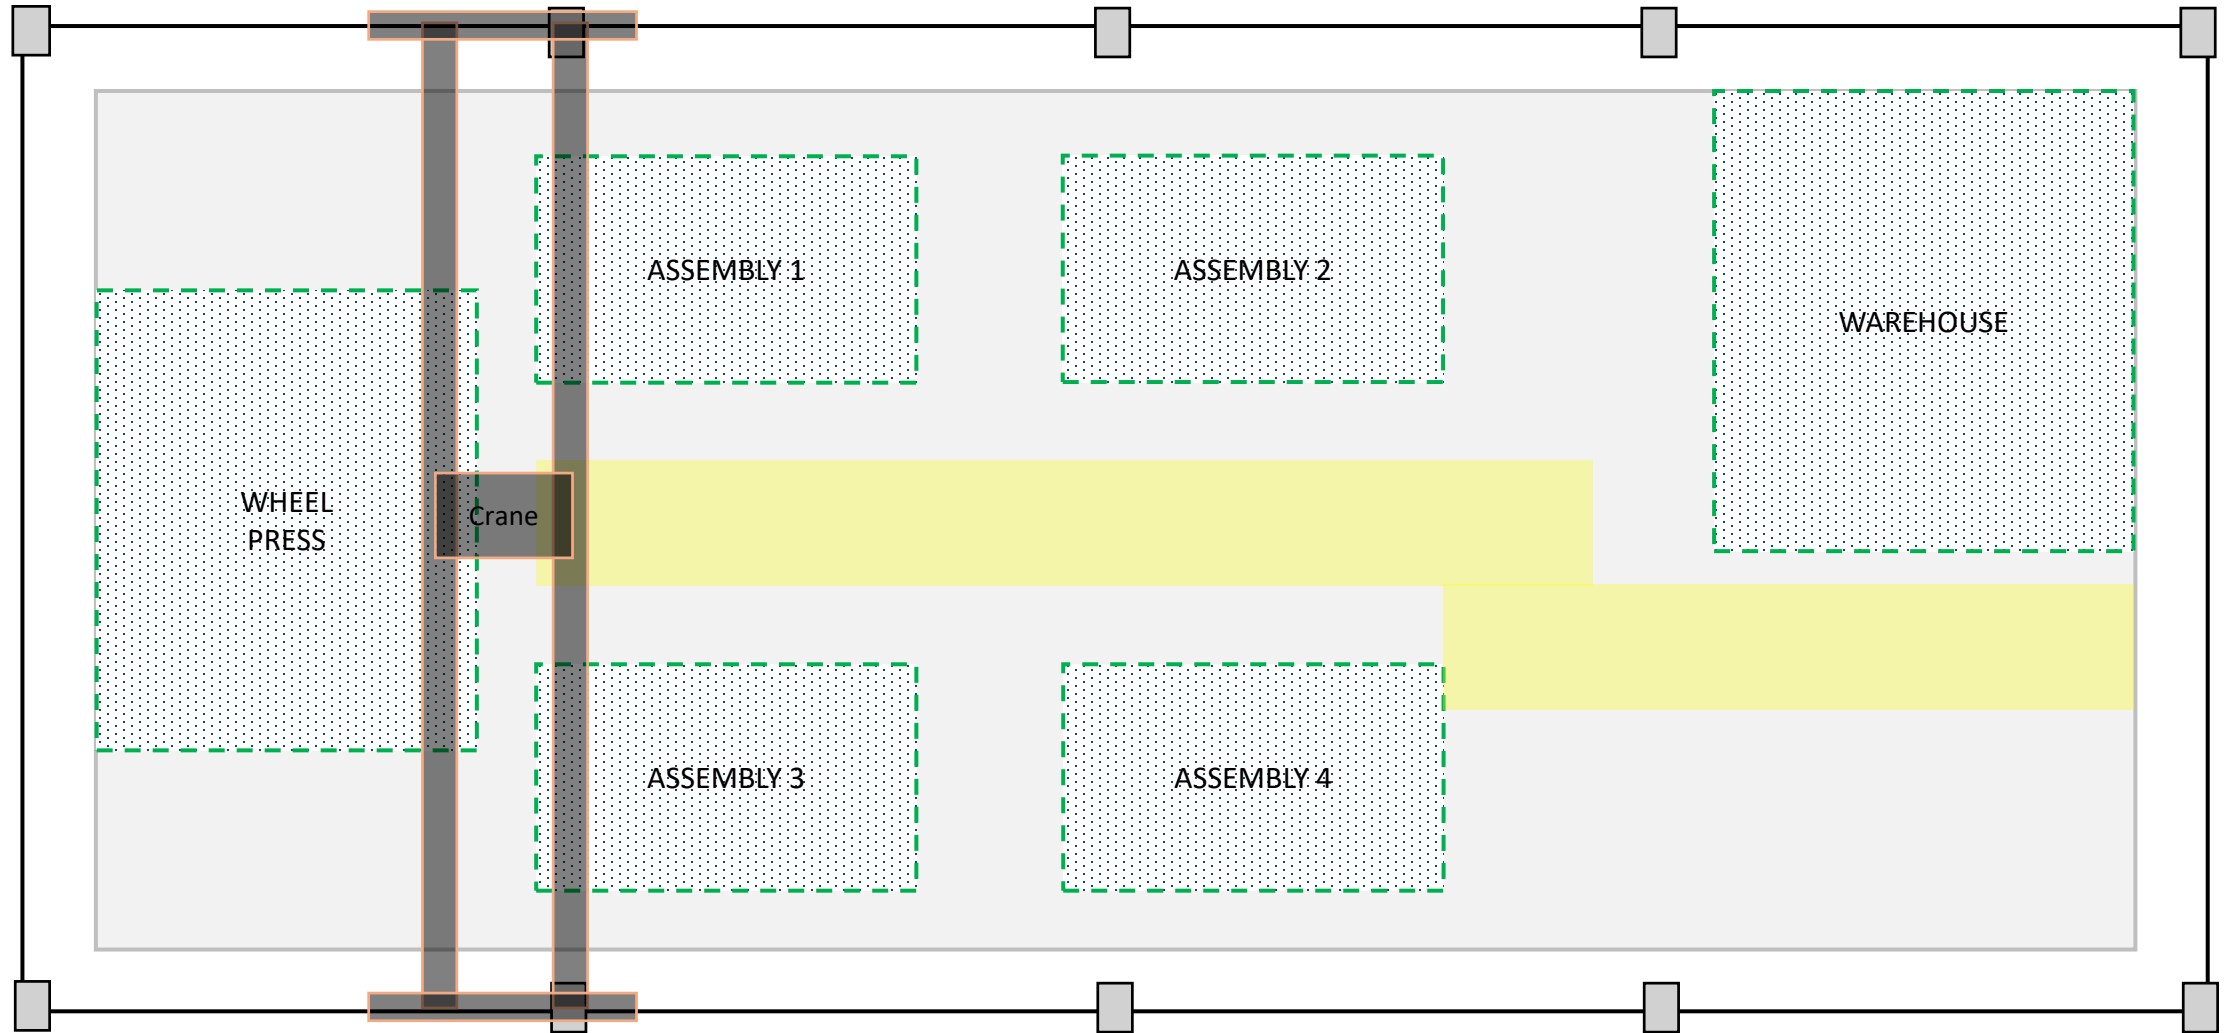 ASSEMBLY 1
ASSEMBLY 2
WAREHOUSE
WHEEL
PRESS
Crane
ASSEMBLY 3
ASSEMBLY 4